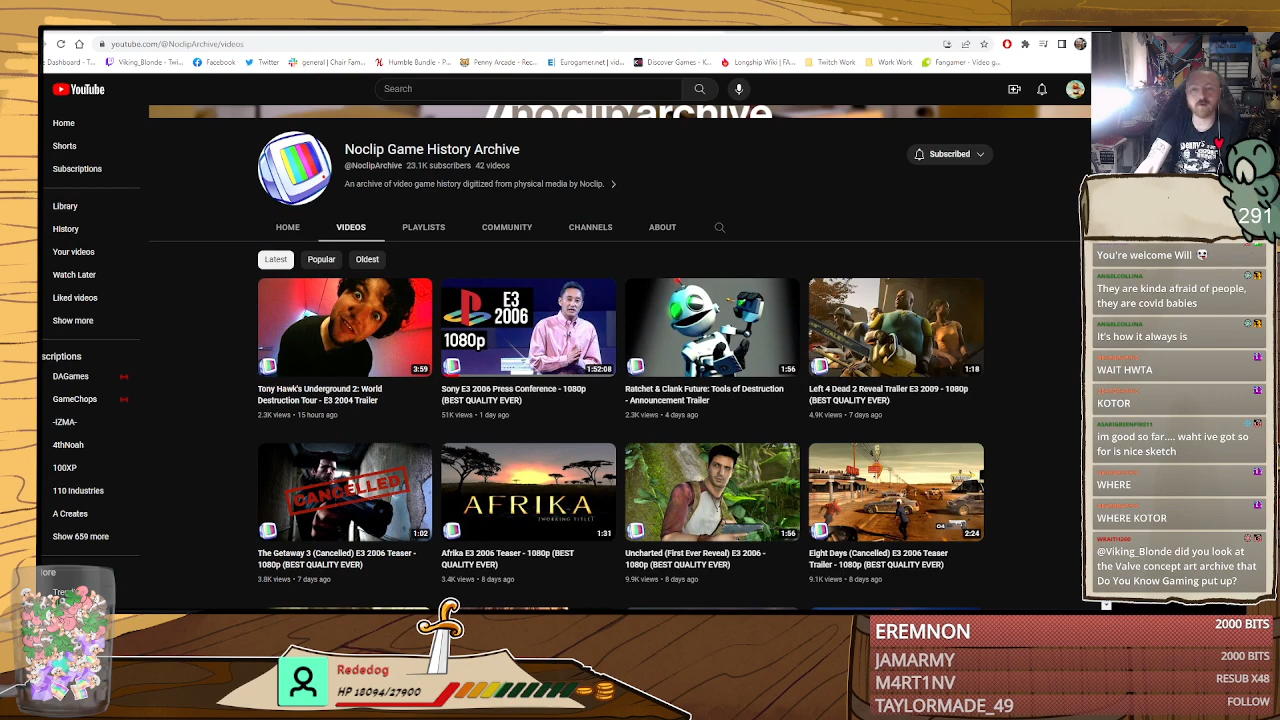 youtube.com/@NoclipArchive/videos
e Dashboard - T...
Viking_Blonde - Twi...
Facebook
Twitter
general | Chair Fam...
Humble Bundle - P...
Penny Arcade - Rec...
Eurogamer.net | vid...
Discover Games - K...
Longship Wiki | FA...
Twitch Work
Work Work
Fangamer - Video g...
YouTube
Search
//nocliparchive
Home
Shorts
Subscriptions
Library
History
Your videos
Watch Later
Liked videos
Show more
scriptions
DAGames
GameChops
-IZMA-
4thNoah
100XP
110 Industries
A Creates
Show 659 more
lore
Noclip Game History Archive
@NoclipArchive 23.1K subscribers 42 videos
An archive of video game history digitized from physical media by Noclip.
Subscribed
HOME
VIDEOS
PLAYLISTS
COMMUNITY
CHANNELS
ABOUT
Latest
Popular
Oldest
3:59
Tony Hawk's Underground 2: World
Destruction Tour - E3 2004 Trailer
2.3K views • 15 hours ago
E3
2006
1080p
1:52:08
Sony E3 2006 Press Conference - 1080p
(BEST QUALITY EVER)
51K views • 1 day ago
1:56
Ratchet & Clank Future: Tools of Destruction
- Announcement Trailer
2.3K views • 4 days ago
1:18
Left 4 Dead 2 Reveal Trailer E3 2009 - 1080p
(BEST QUALITY EVER)
4.9K views • 7 days ago
CANCELLED
1:02
The Getaway 3 (Cancelled) E3 2006 Teaser -
1080p (BEST QUALITY EVER)
3.8K views • 7 days ago
AFRIKA
(WORKING TITLE)
1:31
Afrika E3 2006 Teaser - 1080p (BEST
QUALITY EVER)
3.4K views • 8 days ago
1:56
Uncharted (First Ever Reveal) E3 2006 -
1080p (BEST QUALITY EVER)
9.9K views • 8 days ago
2:24
Eight Days (Cancelled) E3 2006 Teaser
Trailer - 1080p (BEST QUALITY EVER)
9.1K views • 8 days ago
291
You're welcome Will
ANGELCOLLINA
They are kinda afraid of people,
they are covid babies
ANGELCOLLINA
It's how it always is
WAIT HWTA
KOTOR
ASARIGREENFIRE11
im good so far.... waht ive got so
for is nice sketch
WHERE
WHERE KOTOR
WRAITH260
@Viking_Blonde did you look at
the Valve concept art archive that
Do You Know Gaming put up?
Rededog
HP 18094/27900
EREMNON
2000 BITS
JAMARMY
2000 BITS
M4RT1NV
RESUB X48
TAYLORMADE_49
FOLLOW